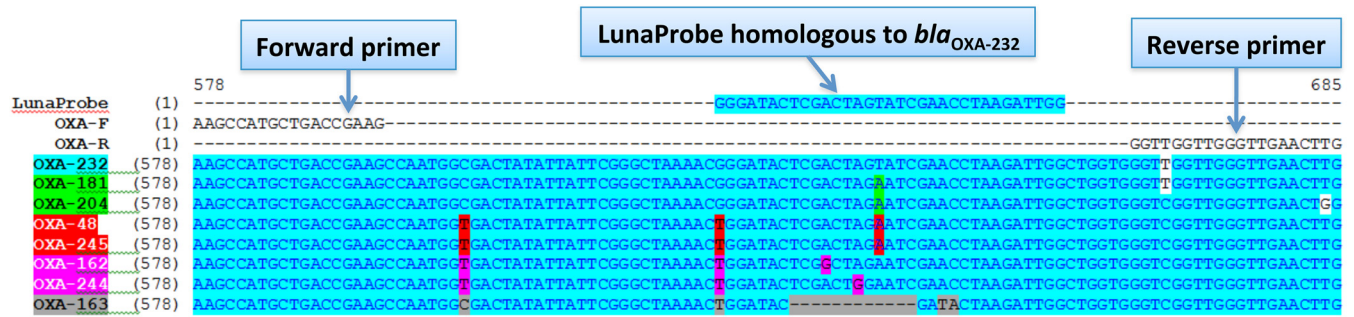 Forward primer
LunaProbe homologous to blaOXA-232
Reverse primer
578 685
LunaProbe (1) -------------------------------------------------GGGATACTCGACTAGTATCGAACCTAAGATTGG--------------------------
OXA-F (1) AAGCCATGCTGACCGAAG------------------------------------------------------------------------------------------
OXA-R (1) ----------------------------------------------------------------------------------------GGTTGGTTGGGTTGAACTTG
OXA-232 (578) AAGCCATGCTGACCGAAGCCAATGGCGACTATATTATTCGGGCTAAAACGGGATACTCGACTAGTATCGAACCTAAGATTGGCTGGTGGGTTGGTTGGGTTGAACTTG
OXA-181 (578) AAGCCATGCTGACCGAAGCCAATGGCGACTATATTATTCGGGCTAAAACGGGATACTCGACTAGAATCGAACCTAAGATTGGCTGGTGGGTTGGTTGGGTTGAACTTG
OXA-204 (578) AAGCCATGCTGACCGAAGCCAATGGCGACTATATTATTCGGGCTAAAACGGGATACTCGACTAGAATCGAACCTAAGATTGGCTGGTGGGTCGGTTGGGTTGAACTGG
OXA-48 (578) AAGCCATGCTGACCGAAGCCAATGGTGACTATATTATTCGGGCTAAAACTGGATACTCGACTAGAATCGAACCTAAGATTGGCTGGTGGGTCGGTTGGGTTGAACTTG
OXA-245 (578) AAGCCATGCTGACCGAAGCCAATGGTGACTATATTATTCGGGCTAAAACTGGATACTCGACTAGAATCGAACCTAAGATTGGCTGGTGGGTCGGTTGGGTTGAACTTG
OXA-162 (578) AAGCCATGCTGACCGAAGCCAATGGTGACTATATTATTCGGGCTAAAACTGGATACTCGGCTAGAATCGAACCTAAGATTGGCTGGTGGGTCGGTTGGGTTGAACTTG
OXA-244 (578) AAGCCATGCTGACCGAAGCCAATGGTGACTATATTATTCGGGCTAAAACTGGATACTCGACTGGAATCGAACCTAAGATTGGCTGGTGGGTCGGTTGGGTTGAACTTG
OXA-163 (578) AAGCCATGCTGACCGAAGCCAATGGCGACTATATTATTCGGGCTAAAACTGGATAC------------GATACTAAGATTGGCTGGTGGGTCGGTTGGGTTGAACTTG